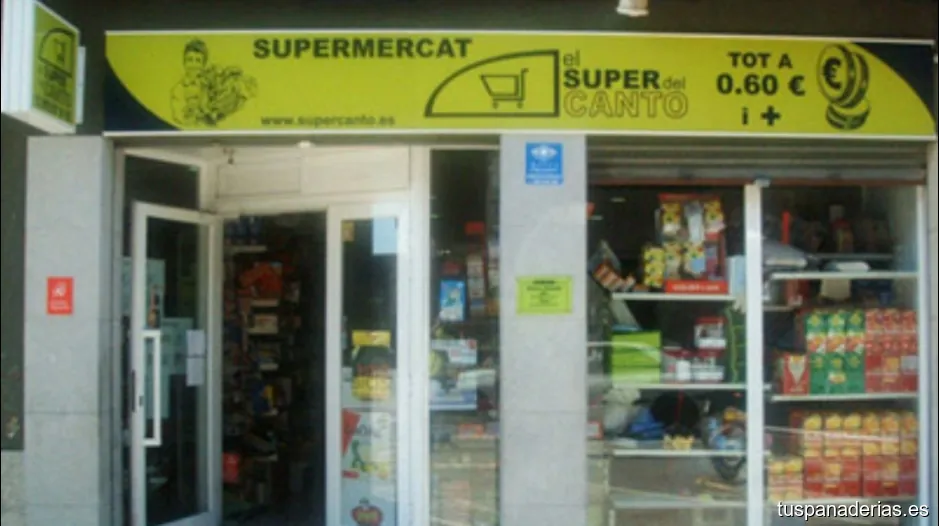 SUPERMERCAT
el
SUPER del
CANTO
www.supercanto.es
TOT A
0.60 €
i +
€
tuspanaderias.es